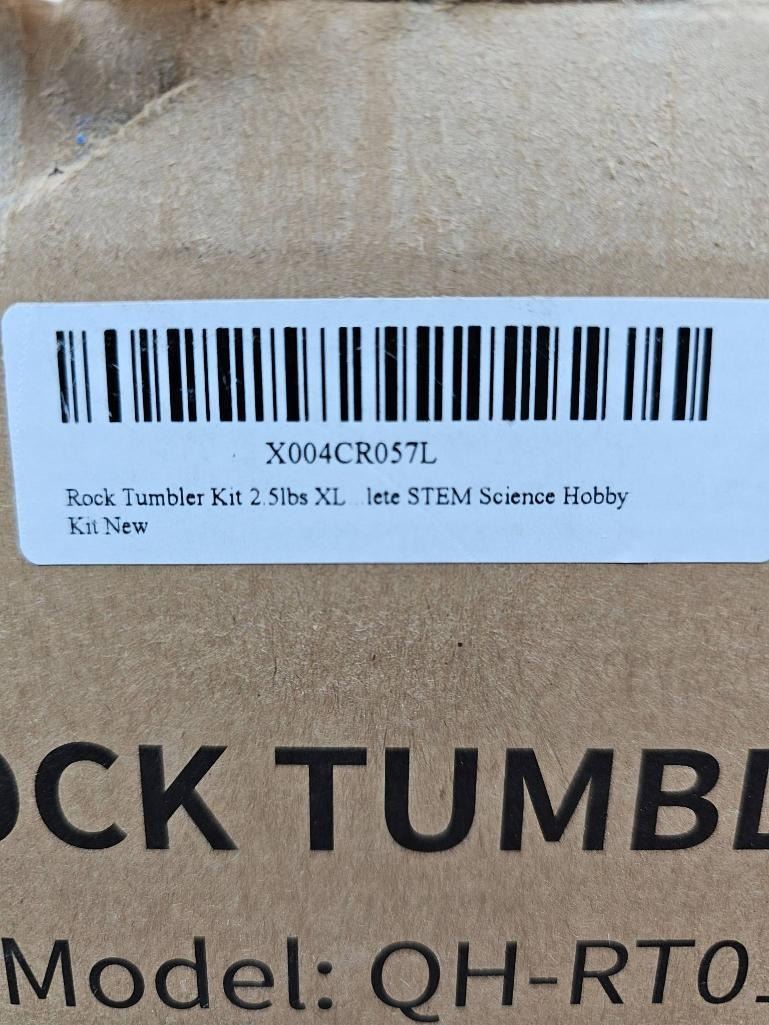 X004CR057L
Rock Tumbler Kit 2.5lbs XL...lete STEM Science Hobby
Kit New
OCK TUMBL
Model: QH-RT0